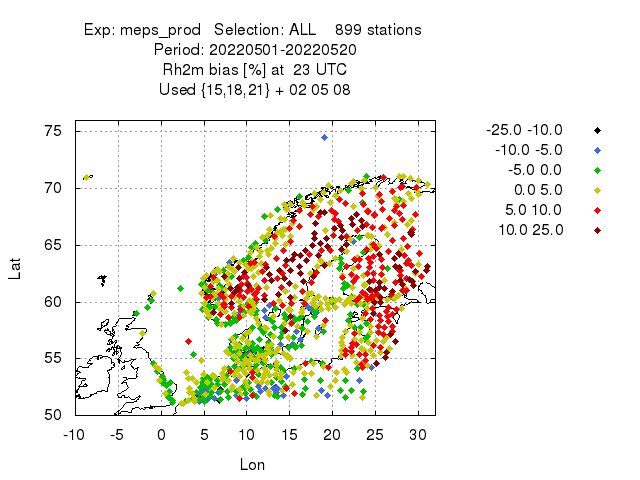 Exp: meps_prod   Selection: ALL    899 stations
Period: 20220501-20220520
Rh2m bias [%] at  23 UTC
Used {15,18,21} + 02 05 08
-25.0 -10.0
-10.0 -5.0
-5.0 0.0
0.0 5.0
5.0 10.0
10.0 25.0
Lat
75
70
65
60
55
50
-10 -5 0 5 10 15 20 25 30
Lon